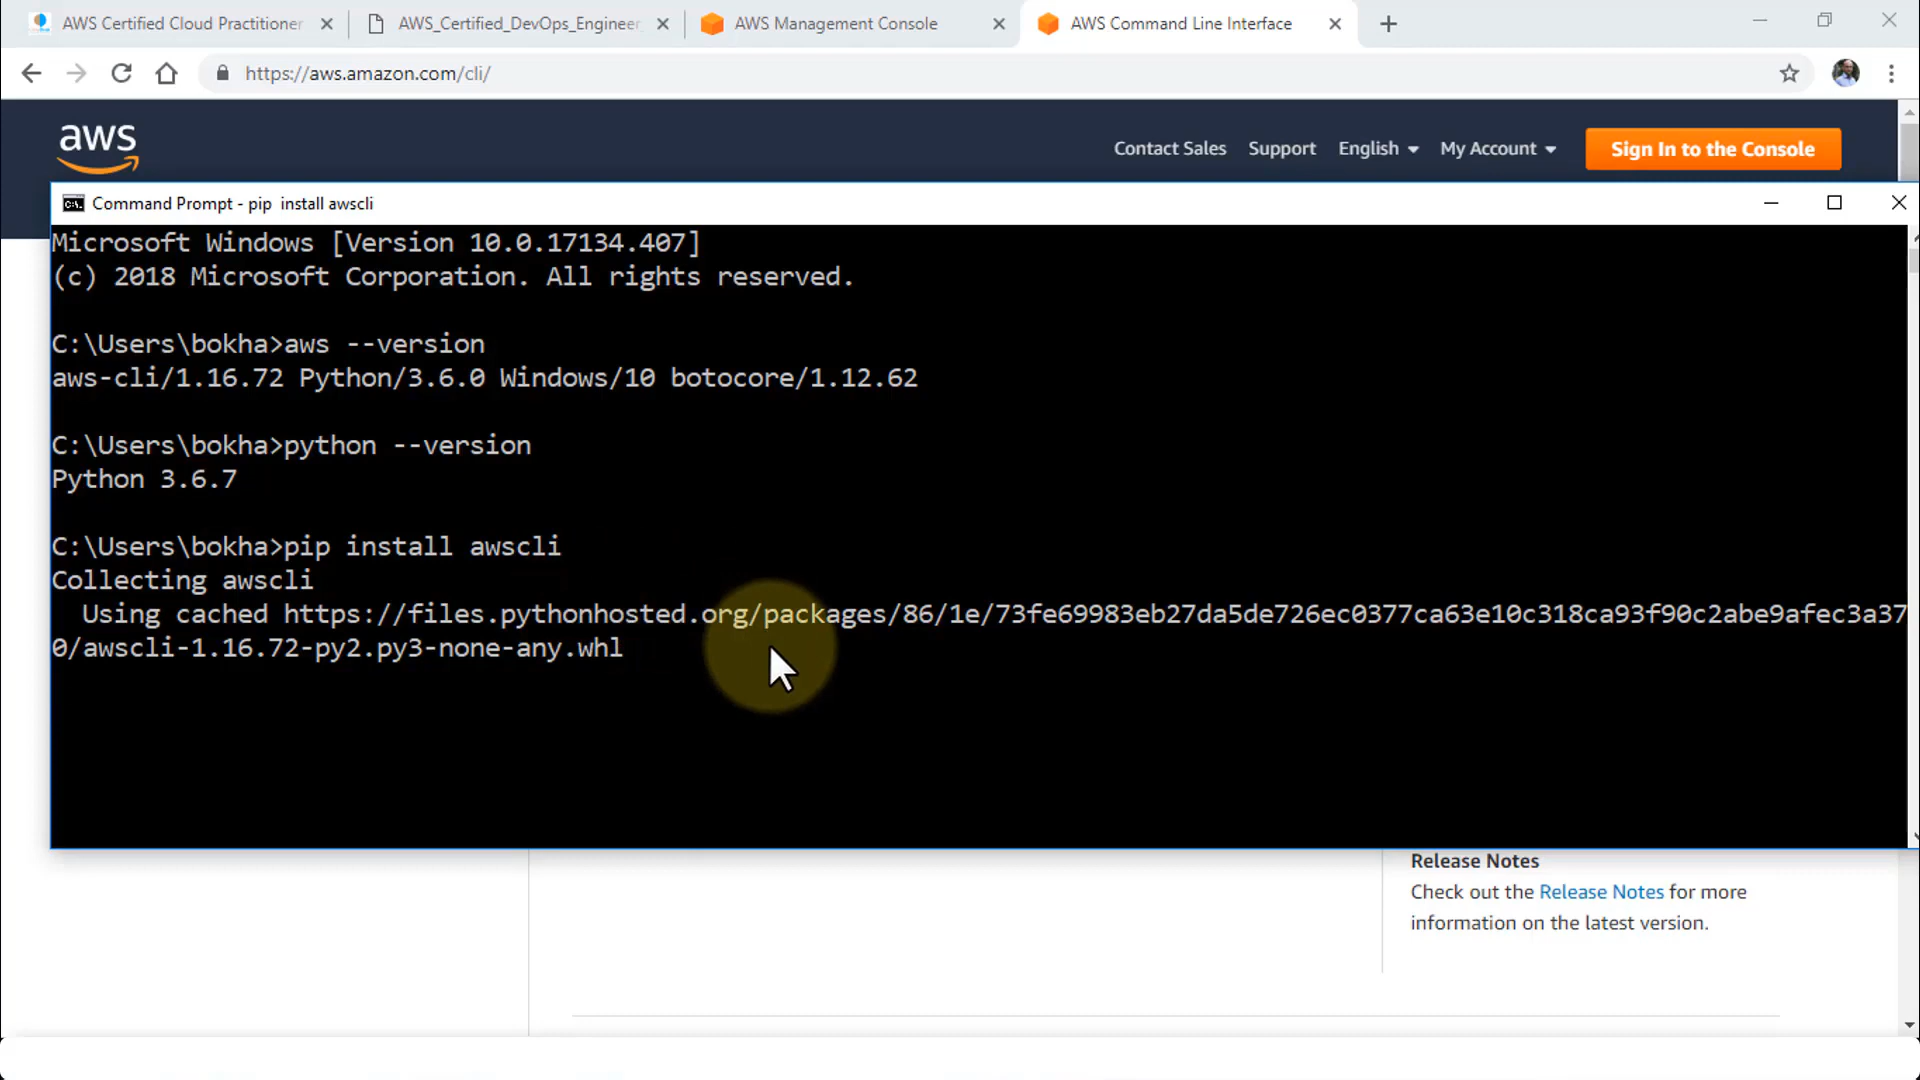 AWS Certified Cloud Practitioner
AWS_Certified_DevOps_Engineer
AWS Management Console
AWS Command Line Interface
https://aws.amazon.com/cli/
aws
Contact Sales
Support
English
My Account
Sign In to the Console
Command Prompt - pip  install awscli
Microsoft Windows [Version 10.0.17134.407]
(c) 2018 Microsoft Corporation. All rights reserved.
C:\Users\bokha>aws --version
aws-cli/1.16.72 Python/3.6.0 Windows/10 botocore/1.12.62
C:\Users\bokha>python --version
Python 3.6.7
C:\Users\bokha>pip install awscli
Collecting awscli
  Using cached https://files.pythonhosted.org/packages/86/1e/73fe69983eb27da5de726ec0377ca63e10c318ca93f90c2abe9afec3a37
0/awscli-1.16.72-py2.py3-none-any.whl
Release Notes
Check out the Release Notes for more
information on the latest version.